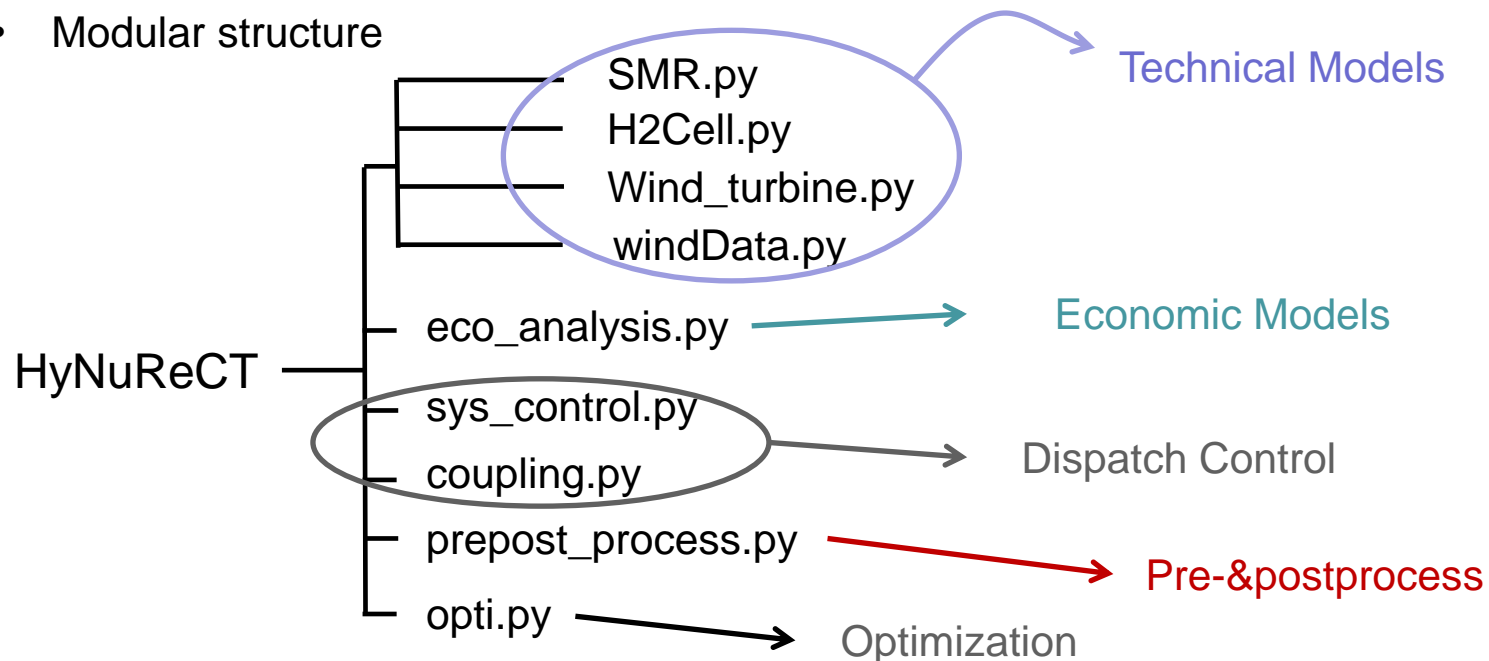 • Modular structure
SMR.py
Technical Models
H2Cell.py
Wind_turbine.py
windData.py
eco_analysis.py
Economic Models
HyNuReCT
sys_control.py
Dispatch Control
coupling.py
prepost_process.py
Pre-&postprocess
opti.py
Optimization